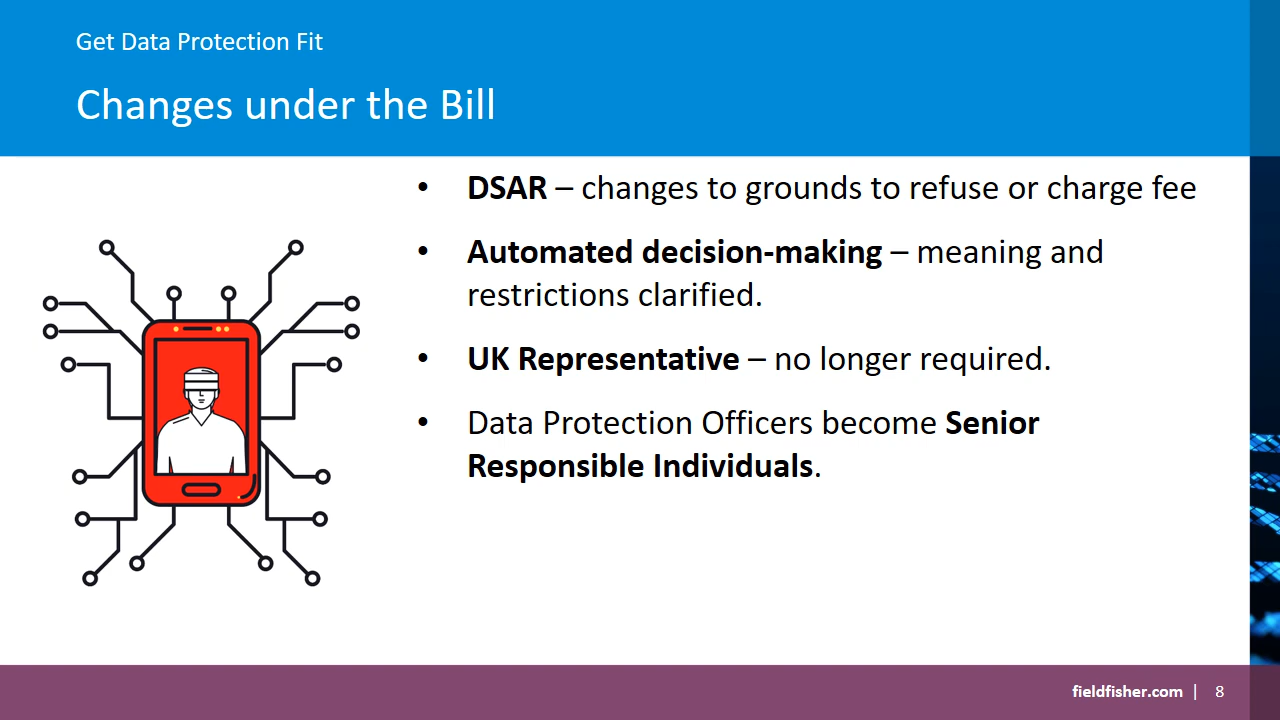 Get Data Protection Fit
Changes under the Bill
• DSAR – changes to grounds to refuse or charge fee
• Automated decision-making – meaning and
restrictions clarified.
• UK Representative – no longer required.
• Data Protection Officers become Senior
Responsible Individuals.
fieldfisher.com | 8